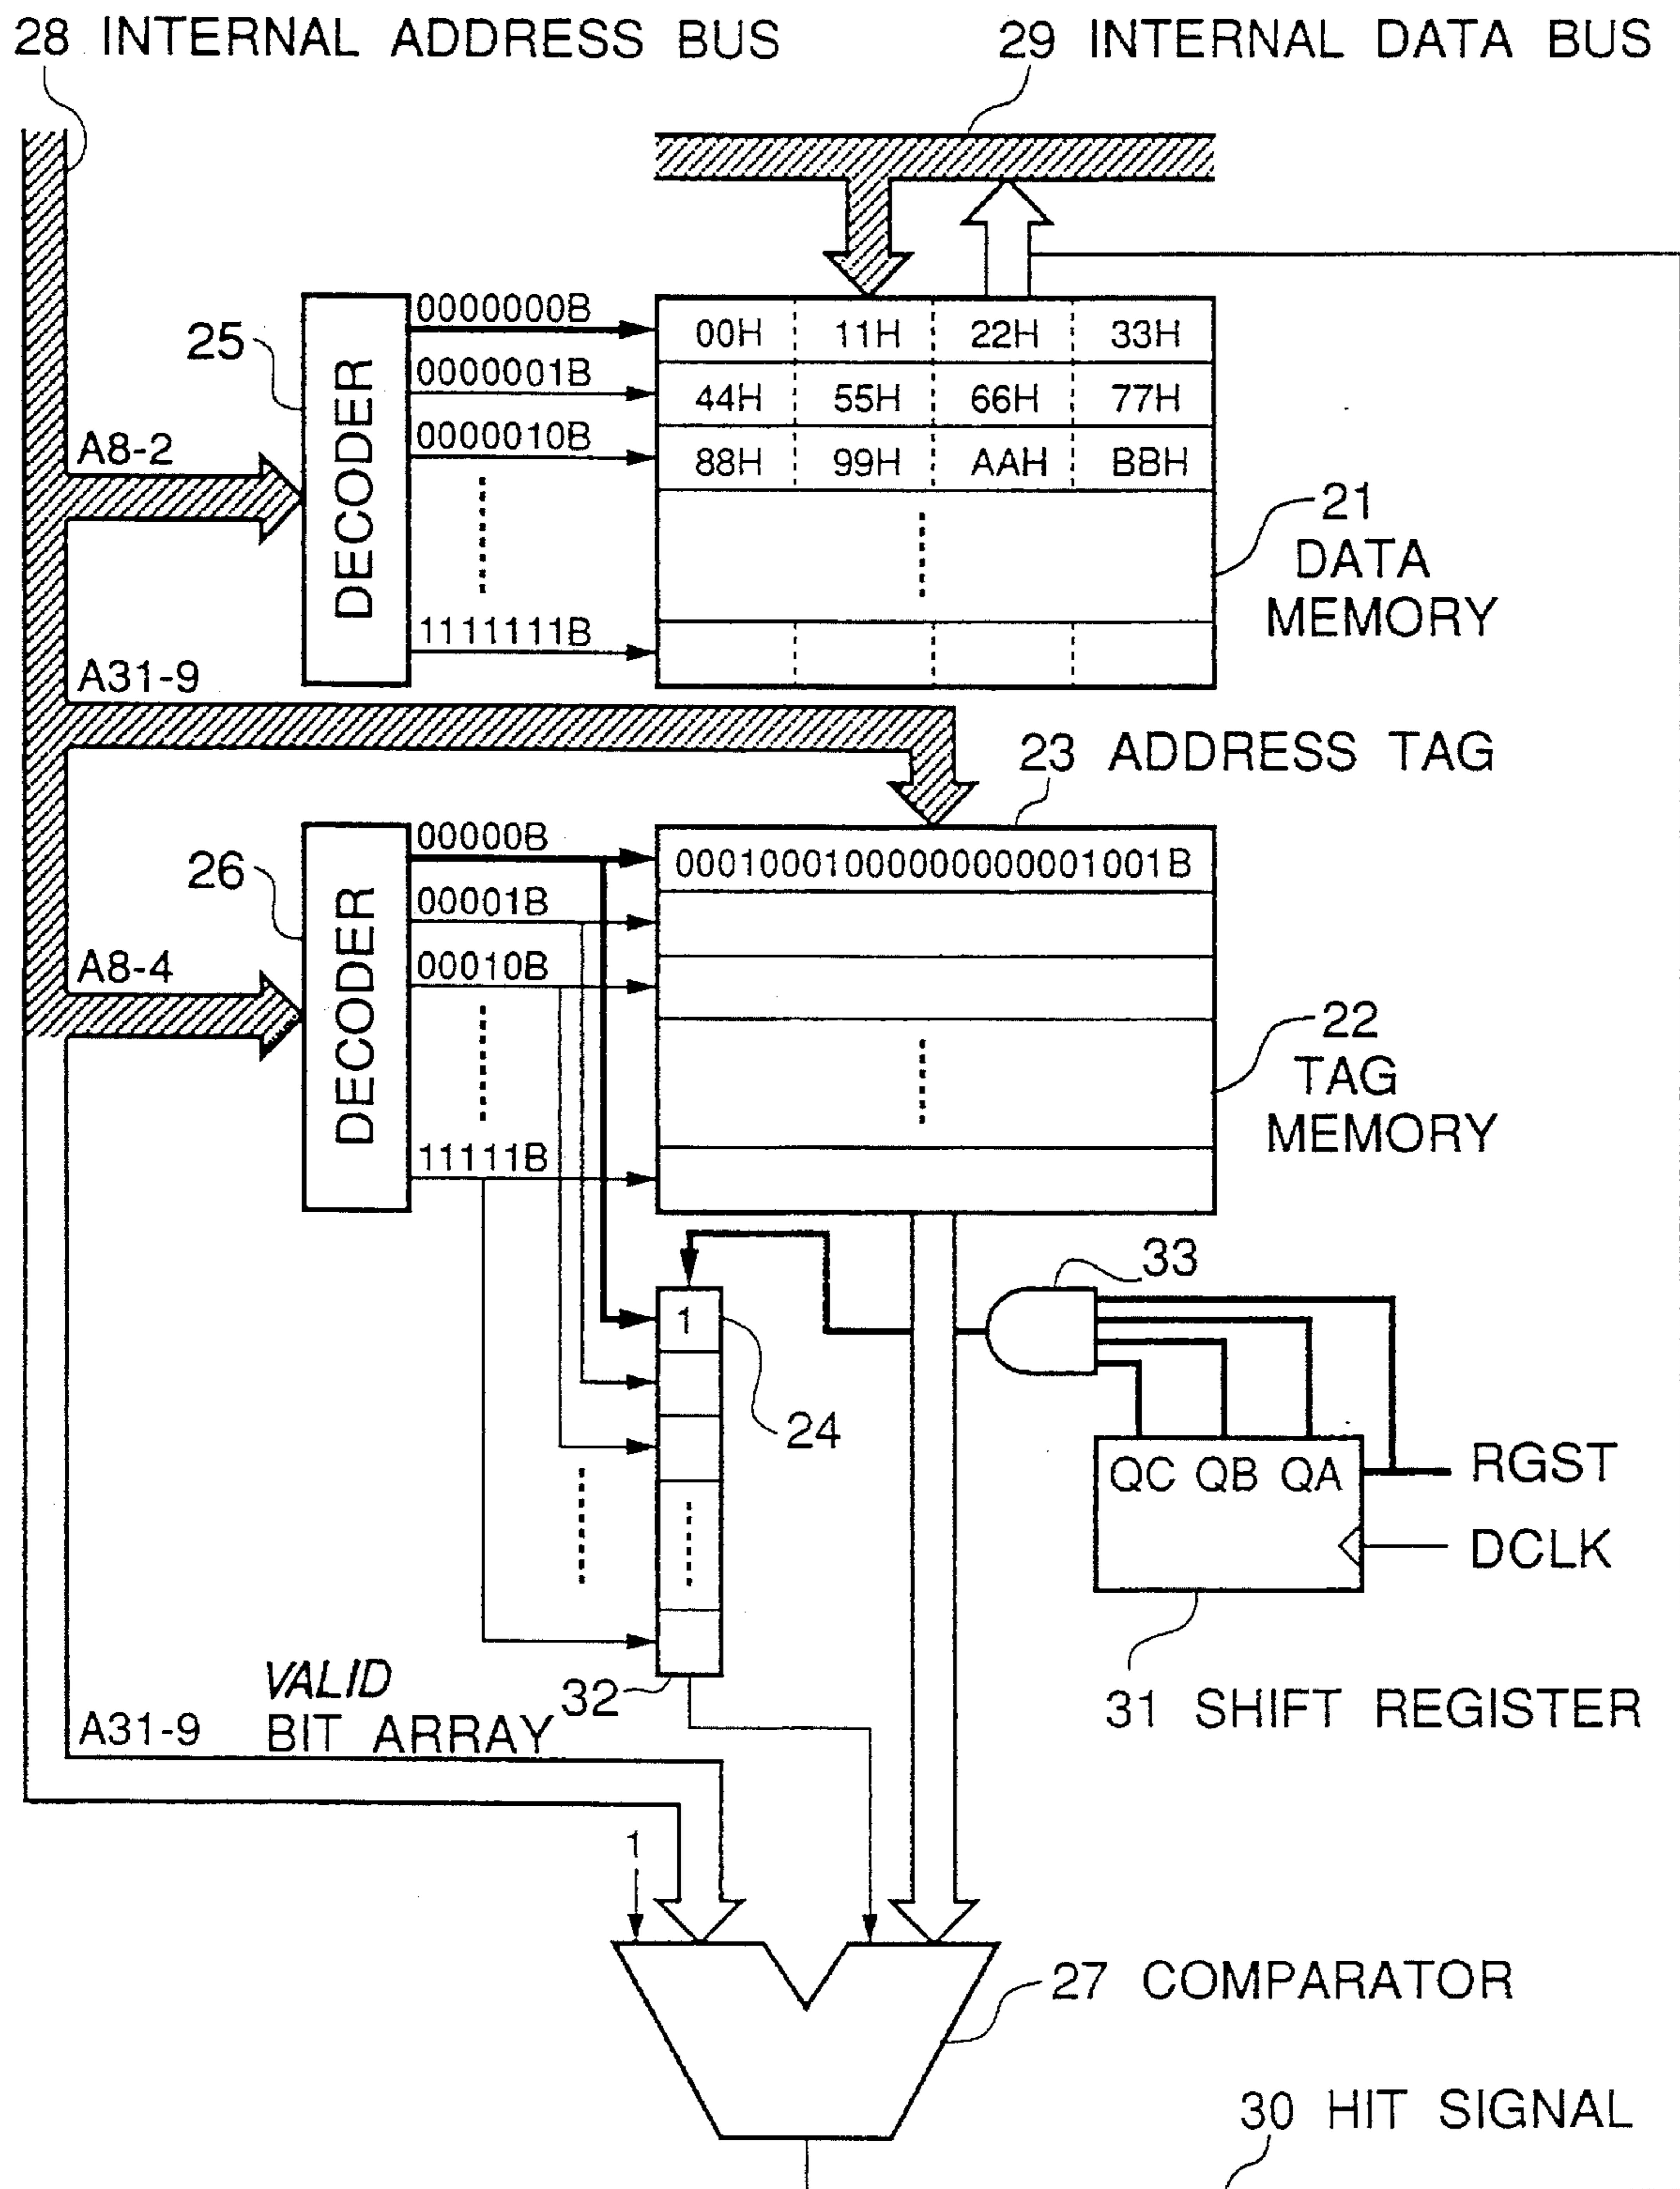 28 INTERNAL ADDRESS BUS
29 INTERNAL DATA BUS
25
DECODER
0000000B
0000001B
0000010B
1111111B
00H 11H 22H 33H
44H 55H 66H 77H
88H 99H AAH BBH
A8-2
21
DATA
MEMORY
A31-9
23 ADDRESS TAG
26
DECODER
00000B
00001B
00010B
11111B
00010001000000000001001B
A8-4
22
TAG
MEMORY
33
1
24
QC QB QA
RGST
DCLK
31 SHIFT REGISTER
VALID
BIT ARRAY
32
A31-9
1
27 COMPARATOR
30 HIT SIGNAL